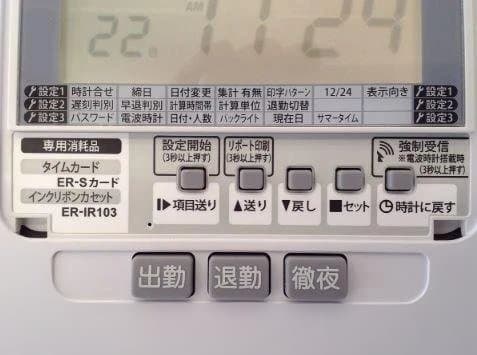 AM
22. 11 29
設定1 時計合せ 締日 日付変更 集計 有無 印字パターン 12/24 表示向き 設定1
設定2 遅刻判別 早退判別 計算時間帯 計算単位 退勤切替 設定2
設定3 パスワード 電波時計 日付・人数 バックライト 現在日 サマータイム 設定3
専用消耗品
タイムカード
ER-Sカード
インクリボンカセット
ER-IR103
設定開始
(3秒以上押す)
リポート印刷
(3秒以上押す)
強制受信
※電波時計搭載時
(3秒以上押す)
項目送り
▲送り
▼戻し
■セット
時計に戻す
出勤
退勤
徹夜